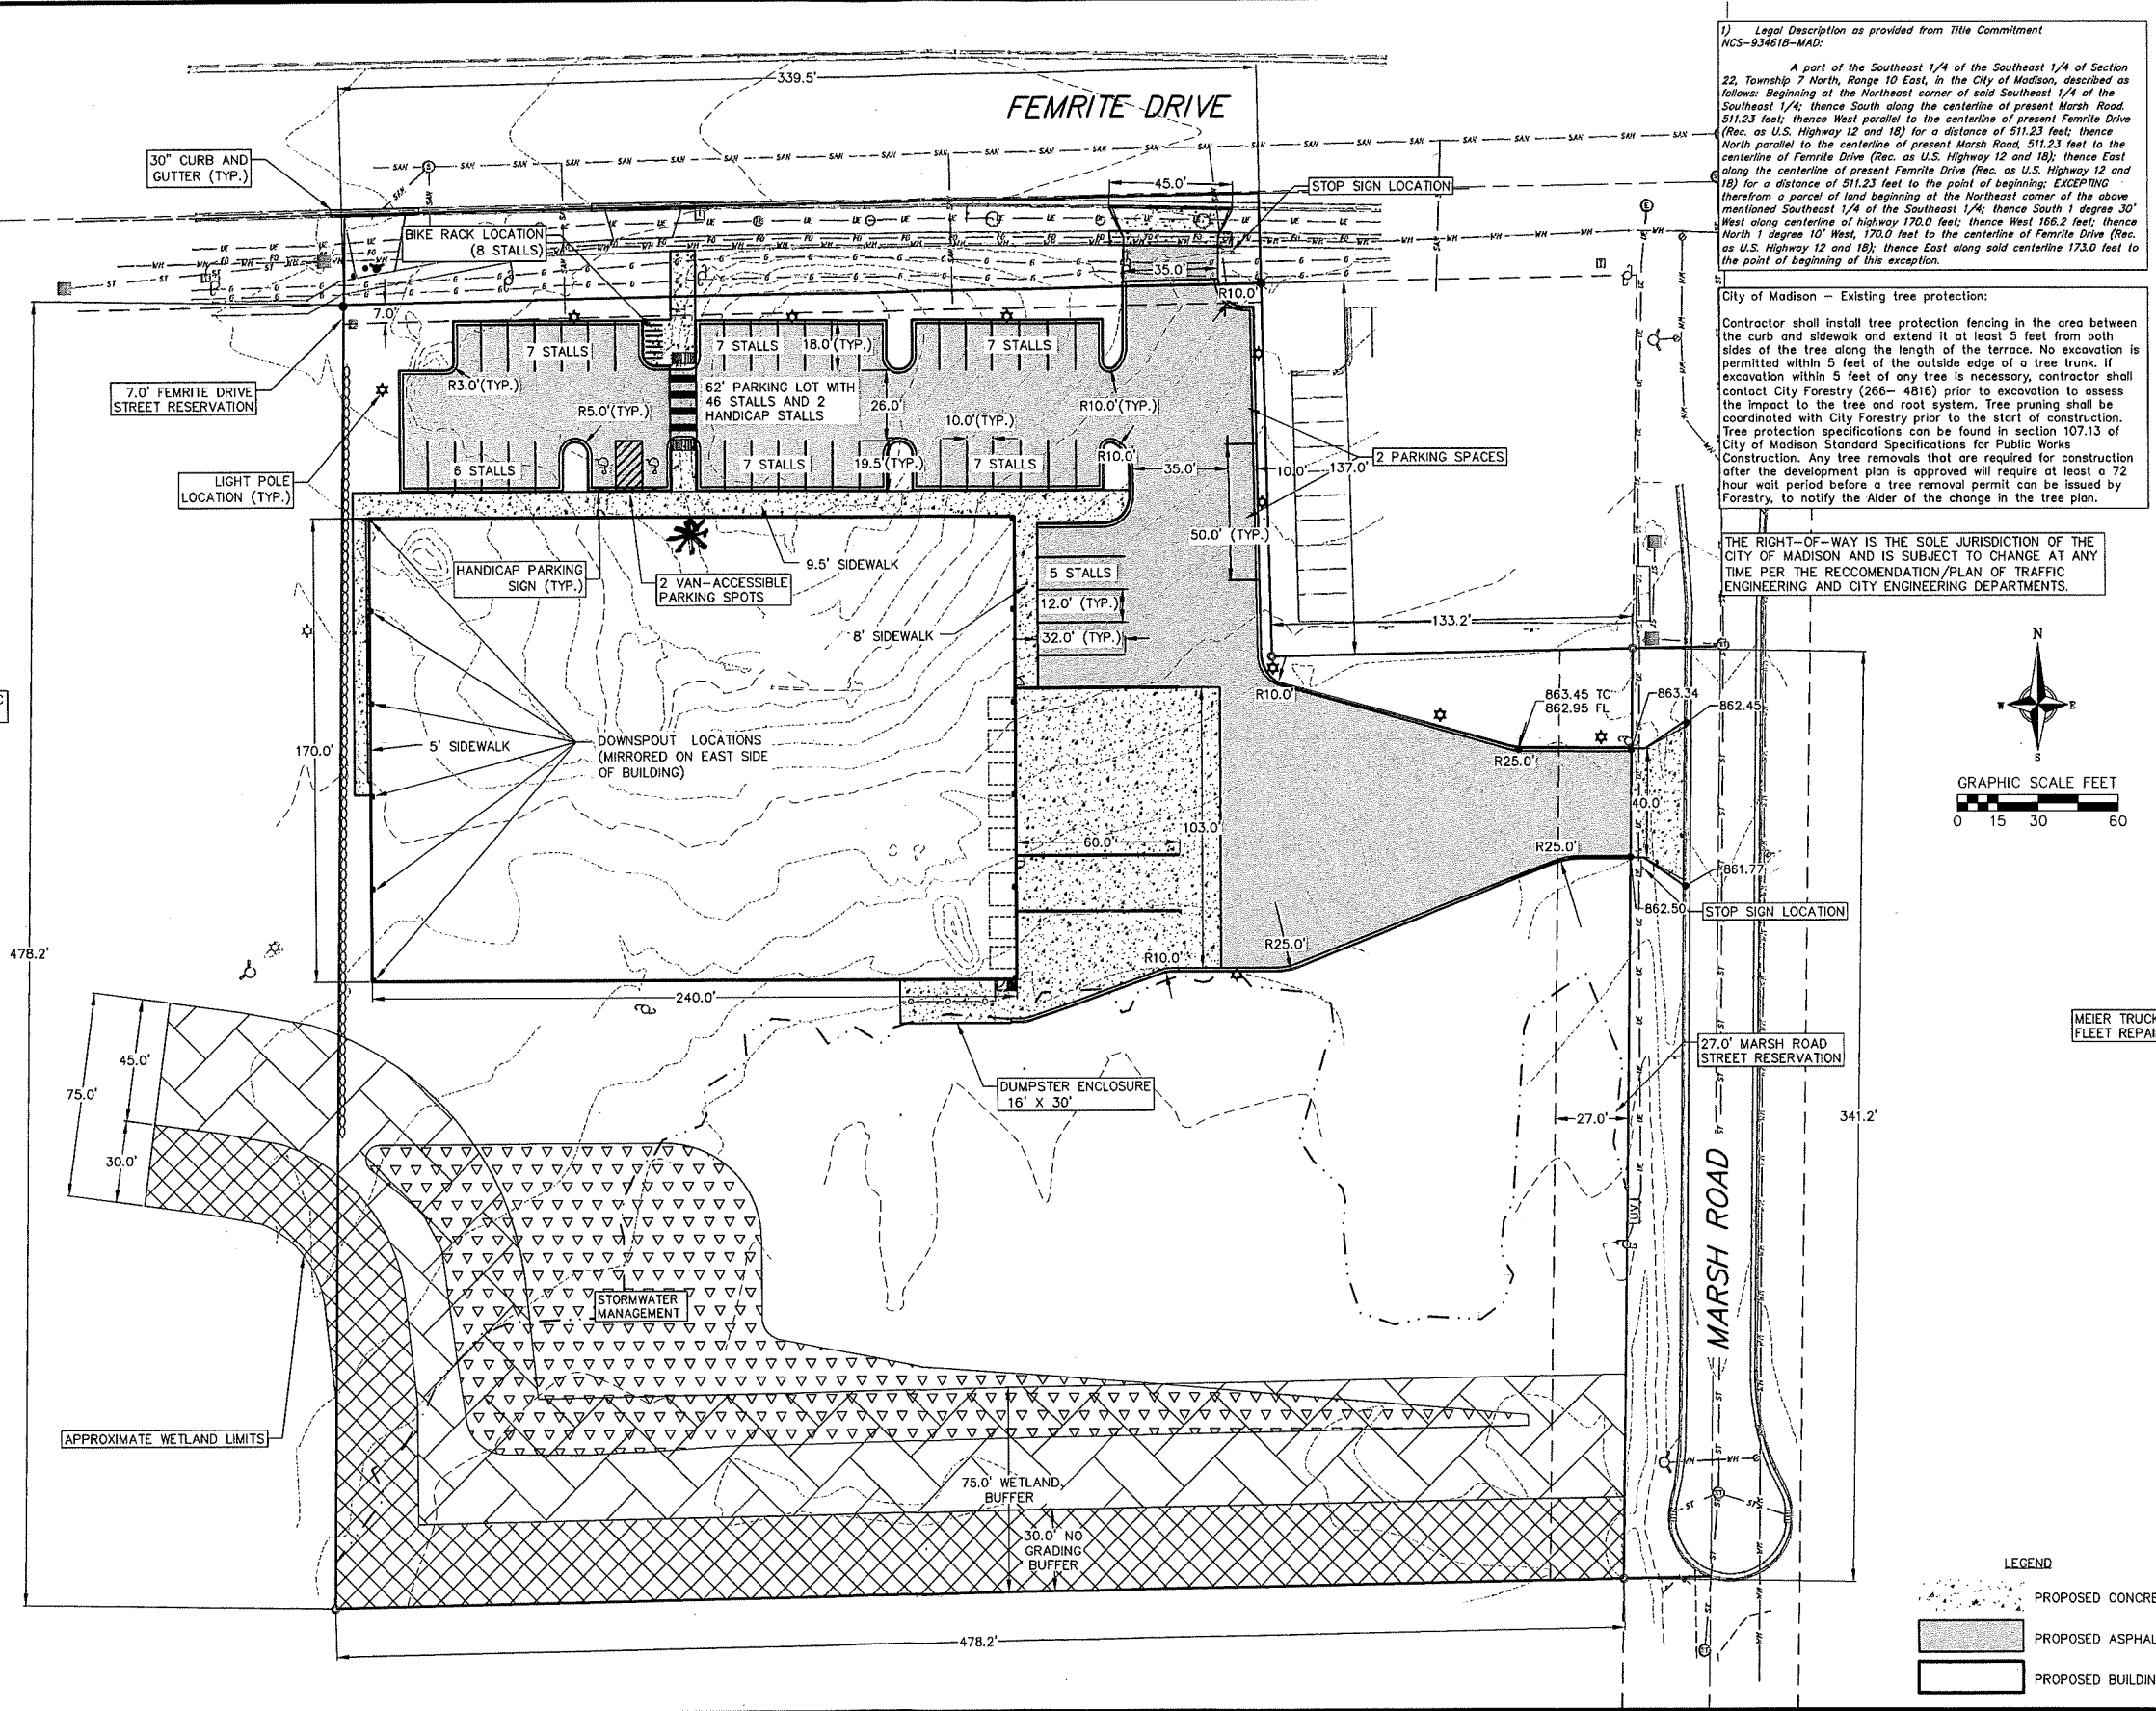 1) Legal Description as provided from Title Commitment
NCS-934618-MAD:
A part of the Southeast 1/4 of the Southeast 1/4 of Section
22, Township 7 North, Range 10 East, in the City of Madison, described as
follows: Beginning at the Northeast corner of said Southeast 1/4 of the
Southeast 1/4; thence South along the centerline of present Marsh Road.
511.23 feet; thence West parallel to the centerline of present Femrite Drive
(Rec. as U.S. Highway 12 and 18) for a distance of 511.23 feet; thence
North parallel to the centerline of present Marsh Road, 511.23 feet to the
centerline of Femrite Drive (Rec. as U.S. Highway 12 and 18); thence East
along the centerline of present Femrite Drive (Rec. as U.S. Highway 12 and
18) for a distance of 511.23 feet to the point of beginning; EXCEPTING
therefrom a parcel of land beginning at the Northeast corner of the above
mentioned Southeast 1/4 of the Southeast 1/4; thence South 1 degree 30'
West along centerline of highway 170.0 feet; thence West 166.2 feet; thence
North 1 degree 10' West, 170.0 feet to the centerline of Femrite Drive (Rec.
as U.S. Highway 12 and 18); thence East along said centerline 173.0 feet to
the point of beginning of this exception.
City of Madison - Existing tree protection:
Contractor shall install tree protection fencing in the area between
the curb and sidewalk and extend it at least 5 feet from both
sides of the tree along the length of the terrace. No excavation is
permitted within 5 feet of the outside edge of a tree trunk. If
excavation within 5 feet of any tree is necessary, contractor shall
contact City Forestry (266- 4816) prior to excavation to assess
the impact to the tree and root system. Tree pruning shall be
coordinated with City Forestry prior to the start of construction.
Tree protection specifications can be found in section 107.13 of
City of Madison Standard Specifications for Public Works
Construction. Any tree removals that are required for construction
after the development plan is approved will require at least a 72
hour wait period before a tree removal permit can be issued by
Forestry, to notify the Alder of the change in the tree plan.
THE RIGHT-OF-WAY IS THE SOLE JURISDICTION OF THE
CITY OF MADISON AND IS SUBJECT TO CHANGE AT ANY
TIME PER THE RECCOMENDATION/PLAN OF TRAFFIC
ENGINEERING AND CITY ENGINEERING DEPARTMENTS.
339.5'
FEMRITE DRIVE
30" CURB AND
GUTTER (TYP.)
45.0'
STOP SIGN LOCATION
BIKE RACK LOCATION
(8 STALLS)
35.0'
R10.0'
7.0'
7 STALLS
7 STALLS
18.0'(TYP.)
7 STALLS
7.0' FEMRITE DRIVE
STREET RESERVATION
R3.0'(TYP.)
62' PARKING LOT WITH
46 STALLS AND 2
HANDICAP STALLS
R5.0'(TYP.)
26.0'
R10.0'(TYP.)
10.0'(TYP.)
R10.0'
6 STALLS
7 STALLS
19.5'(TYP.)
7 STALLS
35.0'
10.0'
137.0'
2 PARKING SPACES
LIGHT POLE
LOCATION (TYP.)
50.0' (TYP.)
HANDICAP PARKING
SIGN (TYP.)
2 VAN-ACCESSIBLE
PARKING SPOTS
9.5' SIDEWALK
5 STALLS
12.0' (TYP.)
8' SIDEWALK
32.0' (TYP.)
133.2'
N
W
E
S
GRAPHIC SCALE FEET
0 15 30 60
R10.0'
863.45 TC
862.95 FL
863.34
862.45
R25.0'
170.0'
5' SIDEWALK
DOWNSPOUT LOCATIONS
(MIRRORED ON EAST SIDE
OF BUILDING)
40.0'
103.0'
60.0'
R25.0'
861.77
862.50
STOP SIGN LOCATION
R25.0'
R10.0'
478.2'
240.0'
MEIER TRUCK
FLEET REPAI
27.0' MARSH ROAD
STREET RESERVATION
45.0'
75.0'
30.0'
DUMPSTER ENCLOSURE
16' X 30'
27.0'
341.2'
MARSH ROAD
STORMWATER
MANAGEMENT
APPROXIMATE WETLAND LIMITS
75.0' WETLAND
BUFFER
30.0' NO
GRADING
BUFFER
478.2'
LEGEND
PROPOSED CONCRE
PROPOSED ASPHAL
PROPOSED BUILDIN